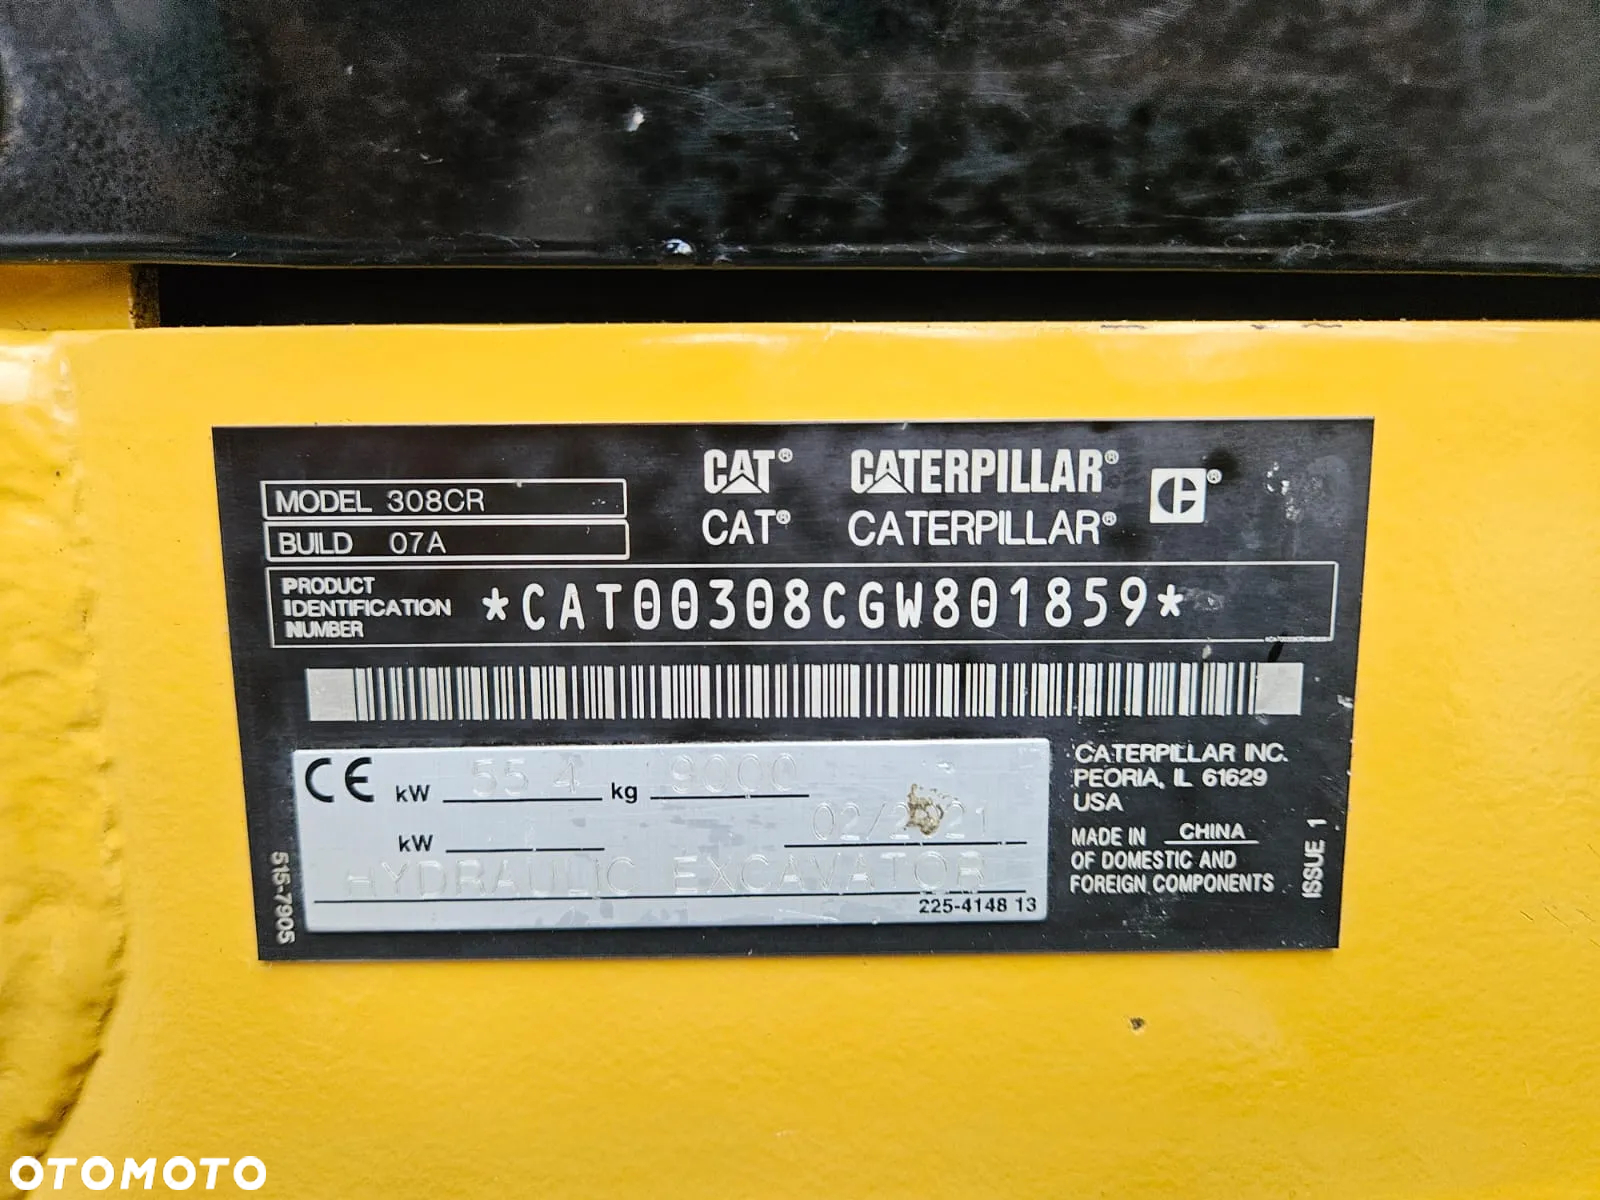 CAT® CATERPILLAR® ®
CAT® CATERPILLAR®
MODEL 308CR
BUILD 07A
PRODUCT
IDENTIFICATION
NUMBER
*CAT00308CGW801859*
CE kW 55.4 kg 9000
kW 02/2021
HYDRAULIC EXCAVATOR
225-4148 13
515-7905
CATERPILLAR INC.
PEORIA, IL 61629
USA
MADE IN CHINA
OF DOMESTIC AND
FOREIGN COMPONENTS
ISSUE 1
OTOMOTO